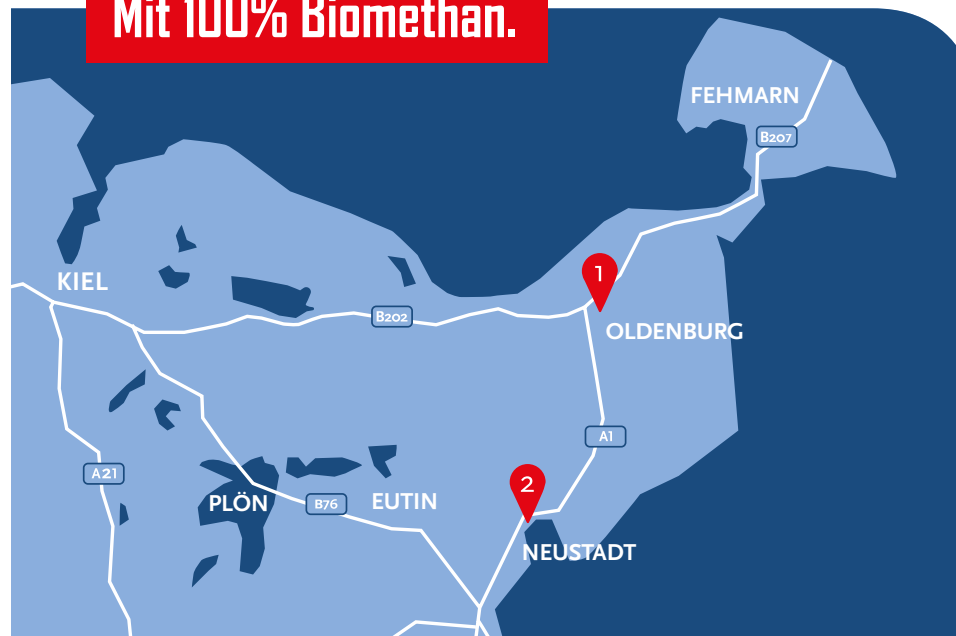 Mit 100% Biomethan.
FEHMARN
B207
KIEL
1
B202
OLDENBURG
A1
A21
2
PLÖN
B76
EUTIN
NEUSTADT